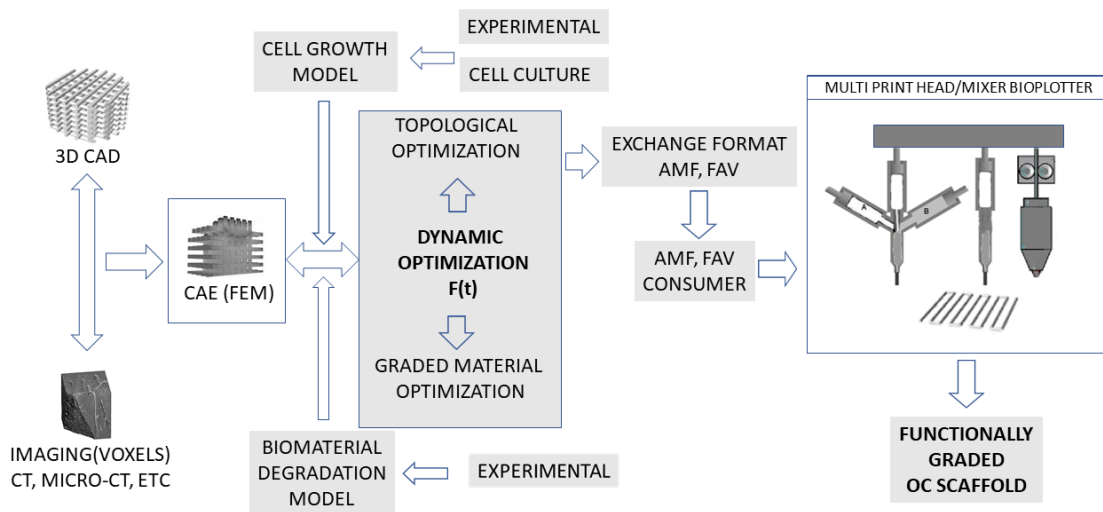 3D CAD
IMAGING(VOXELS)
CT, MICRO-CT, ETC
CAE (FEM)
CELL GROWTH
MODEL
EXPERIMENTAL
CELL CULTURE
TOPOLOGICAL
OPTIMIZATION
DYNAMIC
OPTIMIZATION
F(t)
GRADED MATERIAL
OPTIMIZATION
BIOMATERIAL
DEGRADATION
MODEL
EXPERIMENTAL
EXCHANGE FORMAT
AMF, FAV
AMF, FAV
CONSUMER
MULTI PRINT HEAD/MIXER BIOPLOTTER
A
B
FUNCTIONALLY
GRADED
OC SCAFFOLD